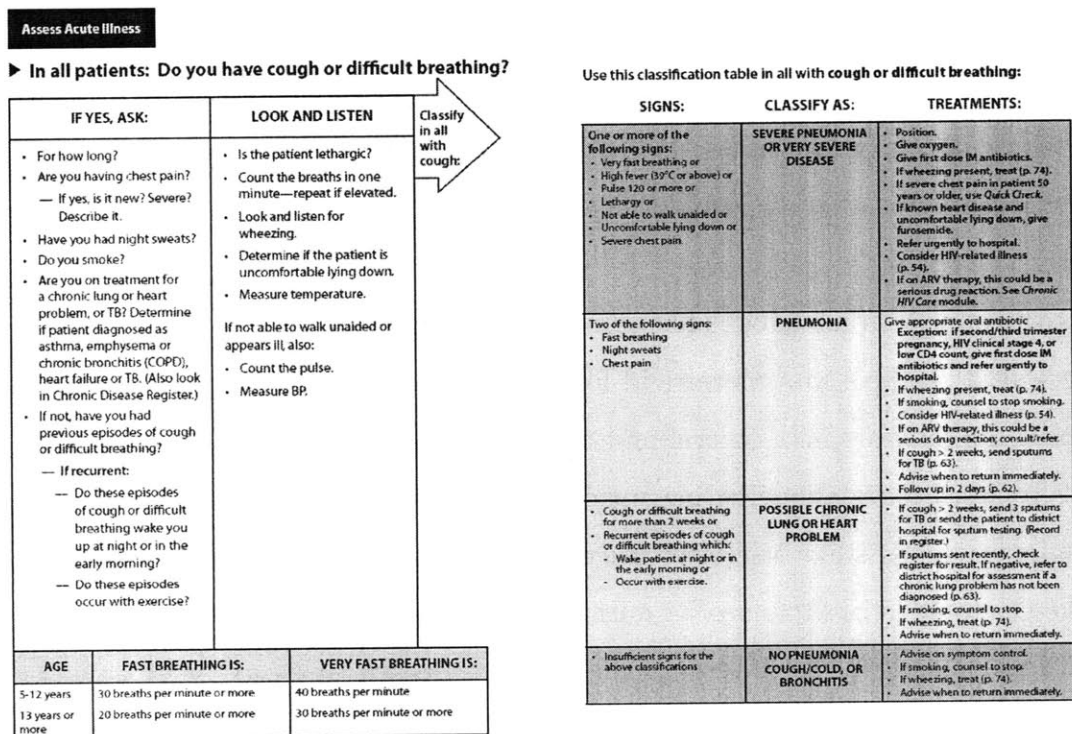 Assess Acute Illness
▶ In all patients: Do you have cough or difficult breathing?
IF YES, ASK:
• For how long?
• Are you having chest pain?
— If yes, is it new? Severe?
Describe it.
• Have you had night sweats?
• Do you smoke?
• Are you on treatment for
a chronic lung or heart
problem, or TB? Determine
if patient diagnosed as
asthma, emphysema or
chronic bronchitis (COPD),
heart failure or TB. (Also look
in Chronic Disease Register.)
• If not, have you had
previous episodes of cough
or difficult breathing?
— If recurrent:
— Do these episodes
of cough or difficult
breathing wake you
up at night or in the
early morning?
— Do these episodes
occur with exercise?
LOOK AND LISTEN
• Is the patient lethargic?
• Count the breaths in one
minute—repeat if elevated.
• Look and listen for
wheezing.
• Determine if the patient is
uncomfortable lying down.
• Measure temperature.
If not able to walk unaided or
appears ill, also:
• Count the pulse.
• Measure BP.
Classify
in all
with
cough:
AGE FAST BREATHING IS: VERY FAST BREATHING IS:
5-12 years 30 breaths per minute or more 40 breaths per minute
13 years or
more
20 breaths per minute or more 30 breaths per minute or more
Use this classification table in all with cough or difficult breathing:
SIGNS: CLASSIFY AS: TREATMENTS:
One or more of the
following signs:
• Very fast breathing or
• High fever (39°C or above) or
• Pulse 120 or more or
• Lethargy or
• Not able to walk unaided or
• Uncomfortable lying down or
• Severe chest pain.
SEVERE PNEUMONIA
OR VERY SEVERE
DISEASE
• Position.
• Give oxygen.
• Give first dose IM antibiotics.
• If wheezing present, treat (p. 74).
• If severe chest pain in patient 50
years or older, use Quick Check.
• If known heart disease and
uncomfortable lying down, give
furosemide.
• Refer urgently to hospital.
• Consider HIV-related illness
(p. 54).
• If on ARV therapy, this could be a
serious drug reaction. See Chronic
HIV Care module.
Two of the following signs:
• Fast breathing
• Night sweats
• Chest pain
PNEUMONIA
Give appropriate oral antibiotic
Exception: if second/third trimester
pregnancy, HIV clinical stage 4, or
low CD4 count, give first dose IM
antibiotics and refer urgently to
hospital.
• If wheezing present, treat (p. 74).
• If smoking, counsel to stop smoking.
• Consider HIV-related illness (p. 54).
• If on ARV therapy, this could be a
serious drug reaction; consult/refer.
• If cough > 2 weeks, send sputums
for TB (p. 63).
• Advise when to return immediately.
• Follow up in 2 days (p. 62).
• Cough or difficult breathing
for more than 2 weeks or
• Recurrent episodes of cough
or difficult breathing which:
- Wake patient at night or in
the early morning or
- Occur with exercise.
POSSIBLE CHRONIC
LUNG OR HEART
PROBLEM
• If cough > 2 weeks, send 3 sputums
for TB or send the patient to district
hospital for sputum testing. (Record
in register.)
• If sputums sent recently, check
register for result. If negative, refer to
district hospital for assessment if a
chronic lung problem has not been
diagnosed (p. 63).
• If smoking, counsel to stop.
• If wheezing, treat (p. 74).
• Advise when to return immediately.
• Insufficient signs for the
above classifications
NO PNEUMONIA
COUGH/COLD, OR
BRONCHITIS
• Advise on symptom control.
• If smoking, counsel to stop.
• If wheezing, treat (p. 74).
• Advise when to return immediately.